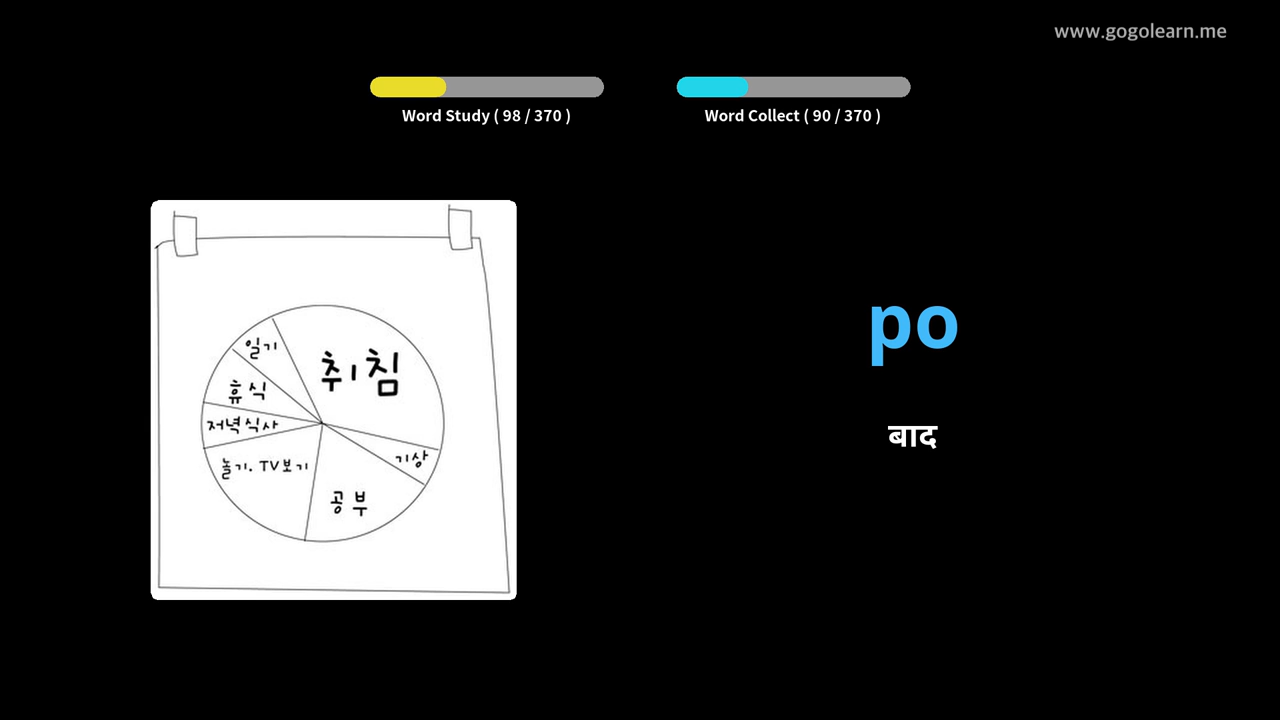 www.gogolearn.me
Word Study ( 98 / 370 )
Word Collect ( 90 / 370 )
일기
취침
휴식
저녁식사
놀기. TV보기
기상
공부
po
बाद